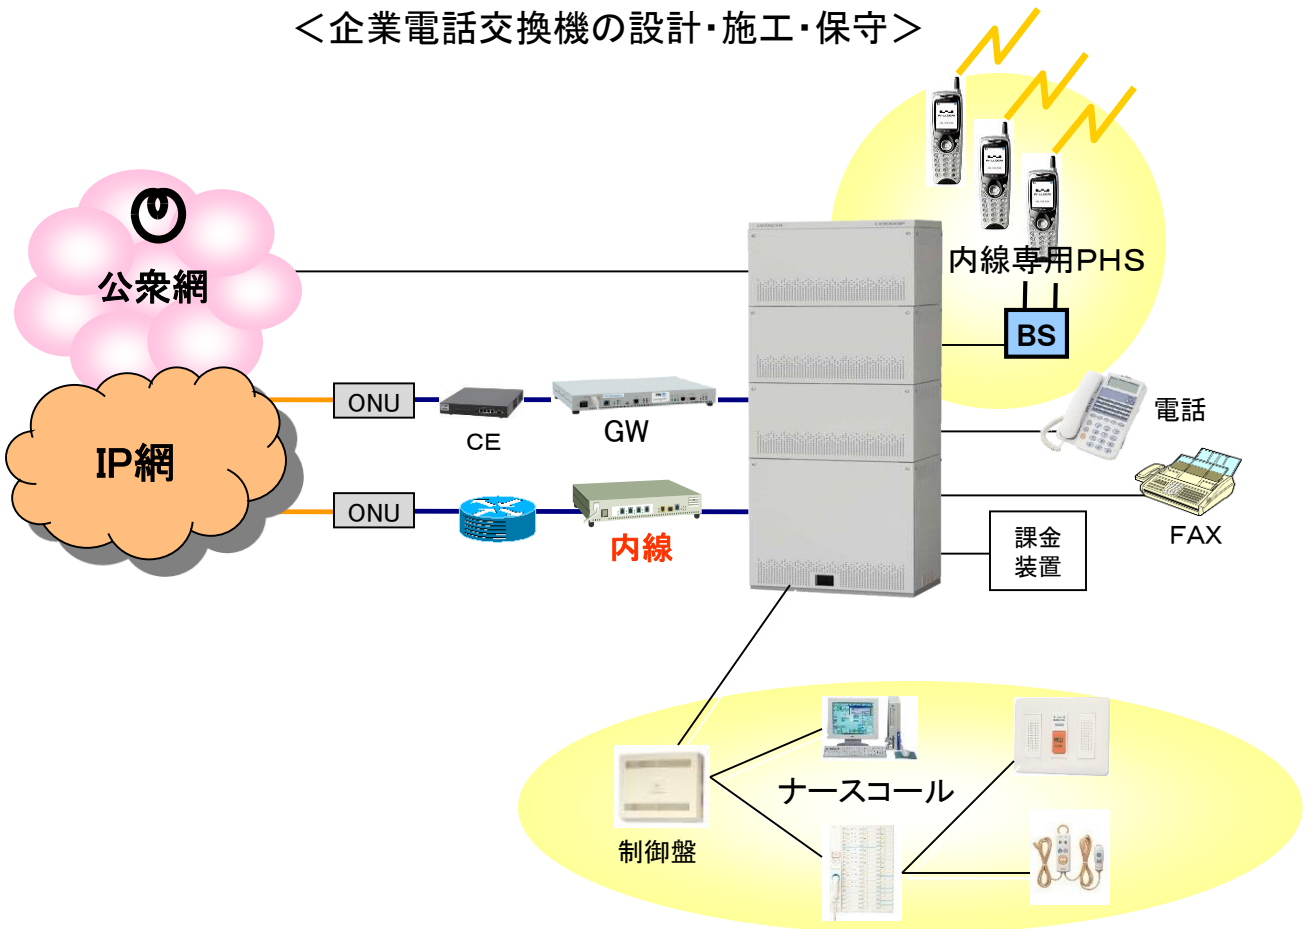 ＜企業電話交換機の設計・施工・保守＞
公衆網
IP網
ONU
CE
GW
ONU
内線
内線専用PHS
BS
電話
FAX
課金
装置
ナースコール
制御盤